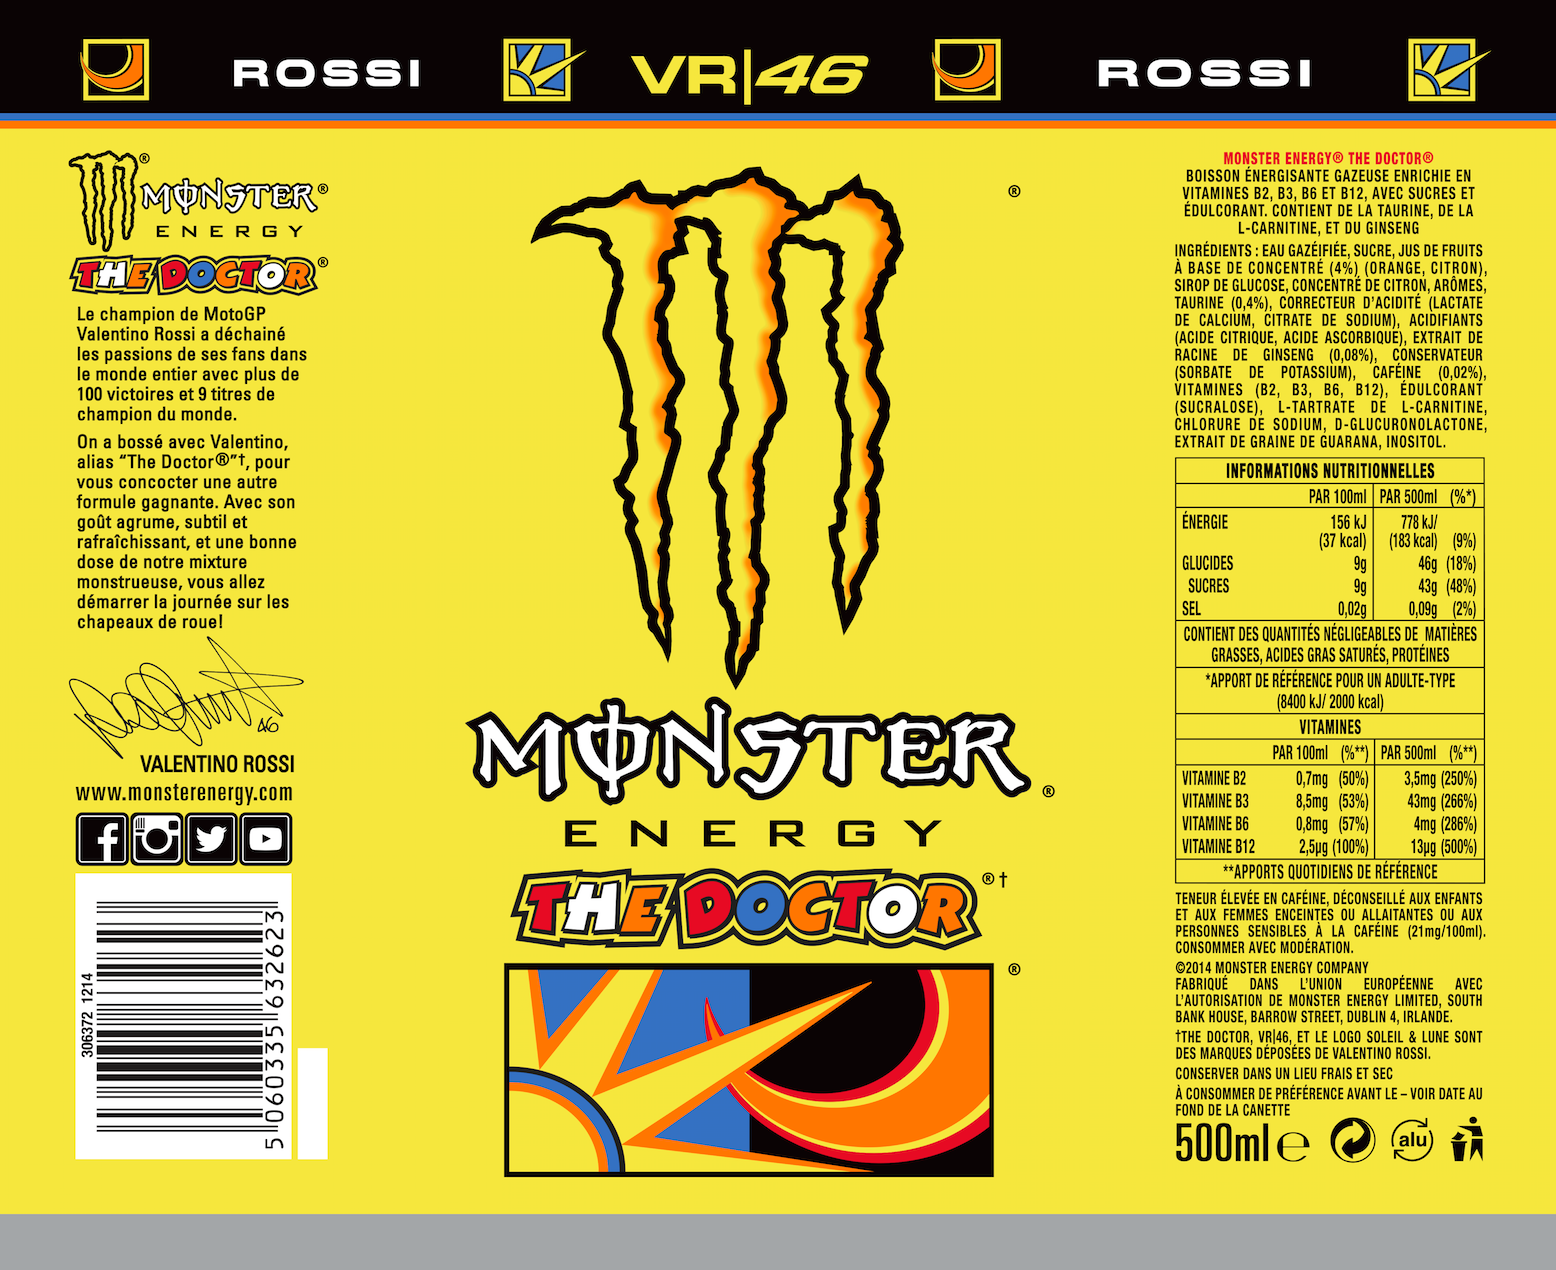 ROSSI VR|46 ROSSI
®
MONSTER®
ENERGY
THE DOCTOR®
Le champion de MotoGP
Valentino Rossi a déchainé
les passions de ses fans dans
le monde entier avec plus de
100 victoires et 9 titres de
champion du monde.
On a bossé avec Valentino,
alias “The Doctor®”†, pour
vous concocter une autre
formule gagnante. Avec son
goût agrume, subtil et
rafraîchissant, et une bonne
dose de notre mixture
monstrueuse, vous allez
démarrer la journée sur les
chapeaux de roue!
46
VALENTINO ROSSI
www.monsterenergy.com
306372 1214
5 060335 632623
®
MONSTER®
ENERGY
THE DOCTOR®†
®
MONSTER ENERGY® THE DOCTOR®
BOISSON ÉNERGISANTE GAZEUSE ENRICHIE EN
VITAMINES B2, B3, B6 ET B12, AVEC SUCRES ET
ÉDULCORANT. CONTIENT DE LA TAURINE, DE LA
L-CARNITINE, ET DU GINSENG
INGRÉDIENTS : EAU GAZÉIFIÉE, SUCRE, JUS DE FRUITS
À BASE DE CONCENTRÉ (4%) (ORANGE, CITRON),
SIROP DE GLUCOSE, CONCENTRÉ DE CITRON, ARÔMES,
TAURINE (0,4%), CORRECTEUR D’ACIDITÉ (LACTATE
DE CALCIUM, CITRATE DE SODIUM), ACIDIFIANTS
(ACIDE CITRIQUE, ACIDE ASCORBIQUE), EXTRAIT DE
RACINE DE GINSENG (0,08%), CONSERVATEUR
(SORBATE DE POTASSIUM), CAFÉINE (0,02%),
VITAMINES (B2, B3, B6, B12), ÉDULCORANT
(SUCRALOSE), L-TARTRATE DE L-CARNITINE,
CHLORURE DE SODIUM, D-GLUCURONOLACTONE,
EXTRAIT DE GRAINE DE GUARANA, INOSITOL.
INFORMATIONS NUTRITIONNELLES
PAR 100ml PAR 500ml (%*)
ÉNERGIE 156 kJ 778 kJ/
(37 kcal) (183 kcal) (9%)
GLUCIDES 9g 46g (18%)
SUCRES 9g 43g (48%)
SEL 0,02g 0,09g (2%)
CONTIENT DES QUANTITÉS NÉGLIGEABLES DE MATIÈRES
GRASSES, ACIDES GRAS SATURÉS, PROTÉINES
*APPORT DE RÉFÉRENCE POUR UN ADULTE-TYPE
(8400 kJ/ 2000 kcal)
VITAMINES
PAR 100ml (%**) PAR 500ml (%**)
VITAMINE B2 0,7mg (50%) 3,5mg (250%)
VITAMINE B3 8,5mg (53%) 43mg (266%)
VITAMINE B6 0,8mg (57%) 4mg (286%)
VITAMINE B12 2,5µg (100%) 13µg (500%)
**APPORTS QUOTIDIENS DE RÉFÉRENCE
TENEUR ÉLEVÉE EN CAFÉINE, DÉCONSEILLÉ AUX ENFANTS
ET AUX FEMMES ENCEINTES OU ALLAITANTES OU AUX
PERSONNES SENSIBLES À LA CAFÉINE (21mg/100ml).
CONSOMMER AVEC MODÉRATION.
©2014 MONSTER ENERGY COMPANY
FABRIQUÉ DANS L’UNION EUROPÉENNE AVEC
L’AUTORISATION DE MONSTER ENERGY LIMITED, SOUTH
BANK HOUSE, BARROW STREET, DUBLIN 4, IRLANDE.
†THE DOCTOR, VR|46, ET LE LOGO SOLEIL & LUNE SONT
DES MARQUES DÉPOSÉES DE VALENTINO ROSSI.
CONSERVER DANS UN LIEU FRAIS ET SEC
À CONSOMMER DE PRÉFÉRENCE AVANT LE – VOIR DATE AU
FOND DE LA CANETTE
500ml ℮ alu